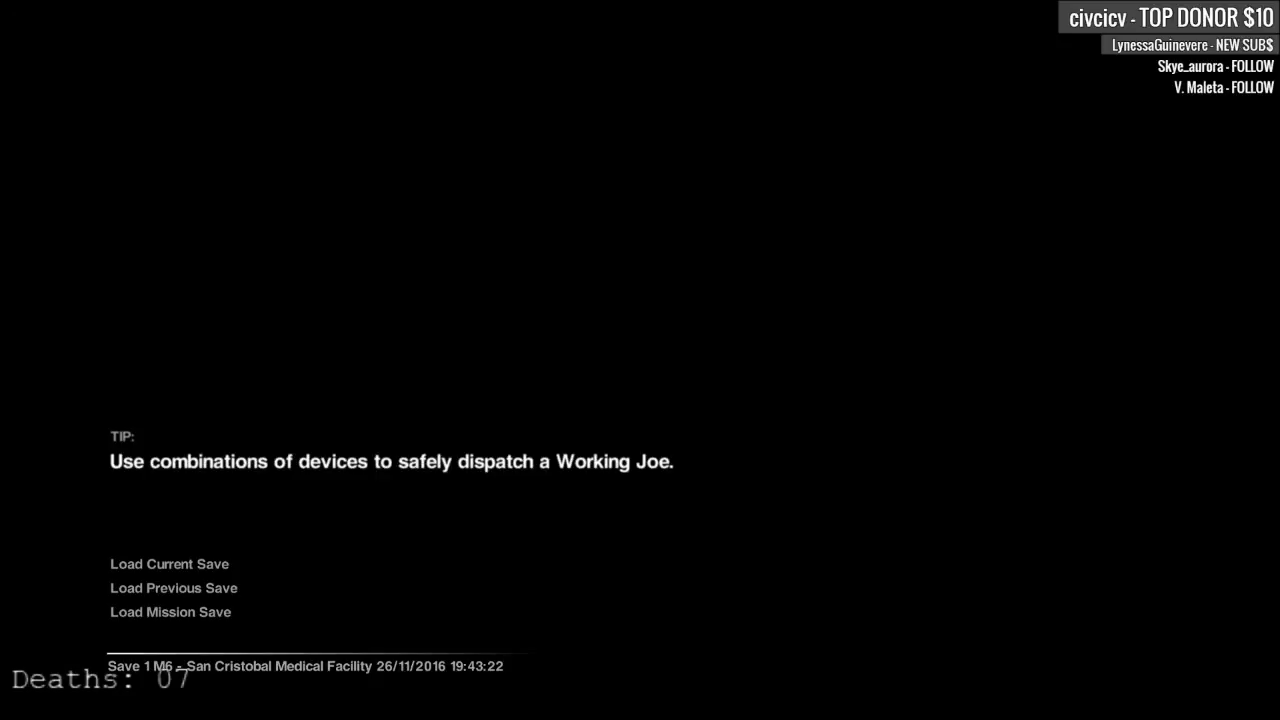 civcicv - TOP DONOR $10
LynessaGuinevere - NEW SUB$
Skye_aurora - FOLLOW
V. Maleta - FOLLOW
TIP:
Use combinations of devices to safely dispatch a Working Joe.
Load Current Save
Load Previous Save
Load Mission Save
Save 1 M6 - San Cristobal Medical Facility 26/11/2016 19:43:22
Deaths: 07